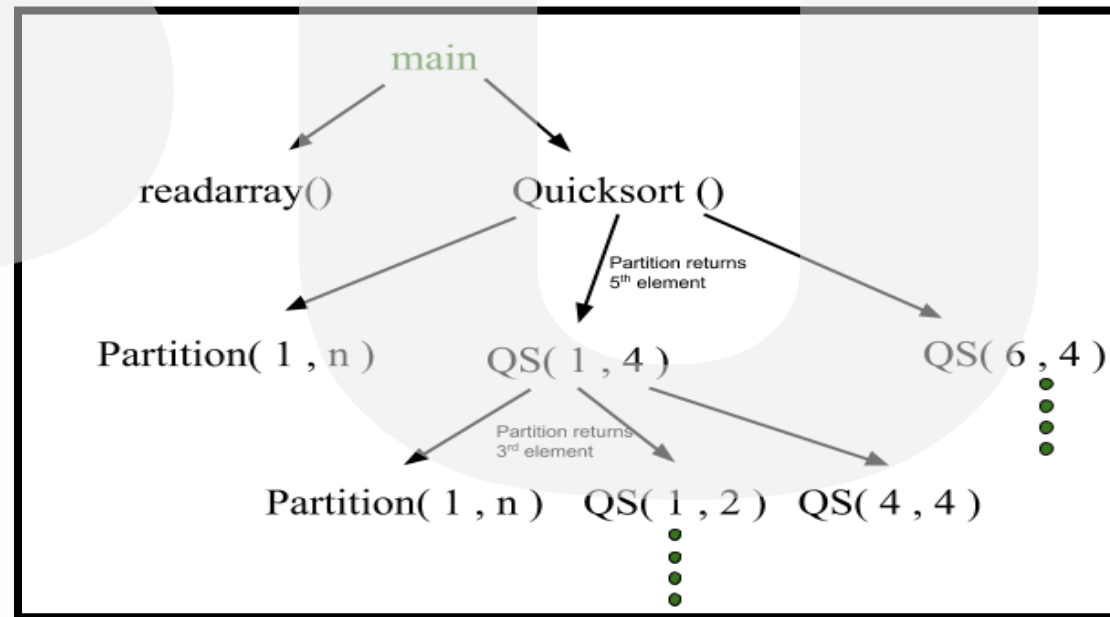 main
readarray() Quicksort ()
Partition returns
5th element
Partition( 1 , n ) QS( 1 , 4 ) QS( 6 , 4 )
Partition returns
3rd element
Partition( 1 , n ) QS( 1 , 2 ) QS( 4 , 4 )